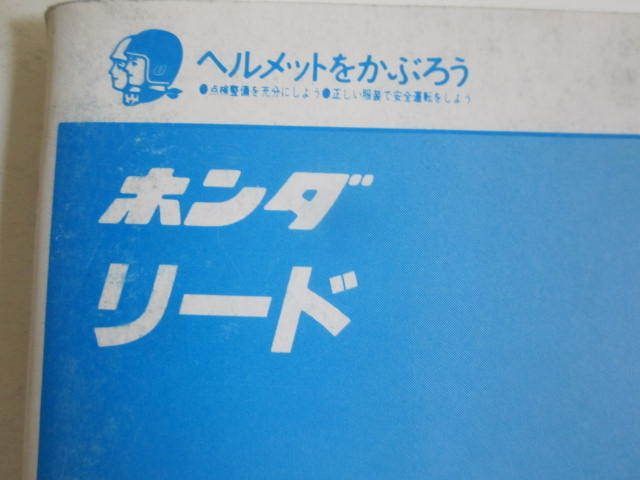 ヘルメットをかぶろう
●点検整備を充分にしよう●正しい服装で安全運転をしよう
ホンダ
リード